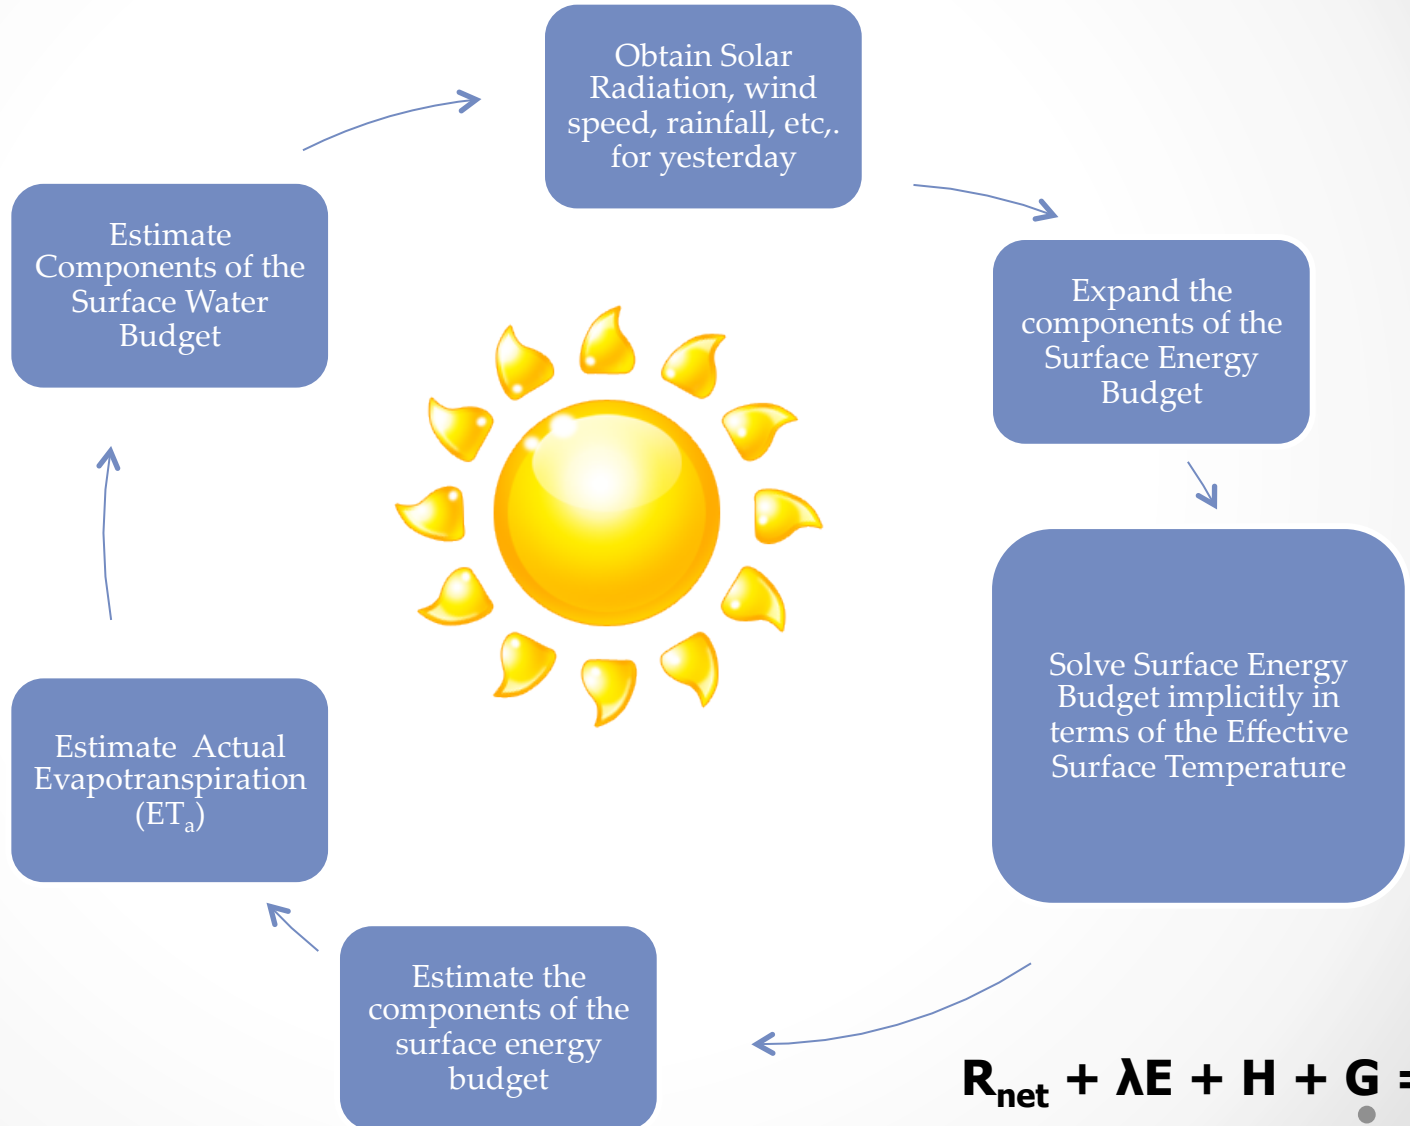 Obtain Solar
Radiation, wind
speed, rainfall, etc,.
for yesterday
Expand the
components of the
Surface Energy
Budget
Solve Surface Energy
Budget implicitly in
terms of the Effective
Surface Temperature
Estimate the
components of the
surface energy
budget
Estimate Actual
Evapotranspiration
(ETₐ)
Estimate
Components of the
Surface Water
Budget
Rnet + λE + H + G =